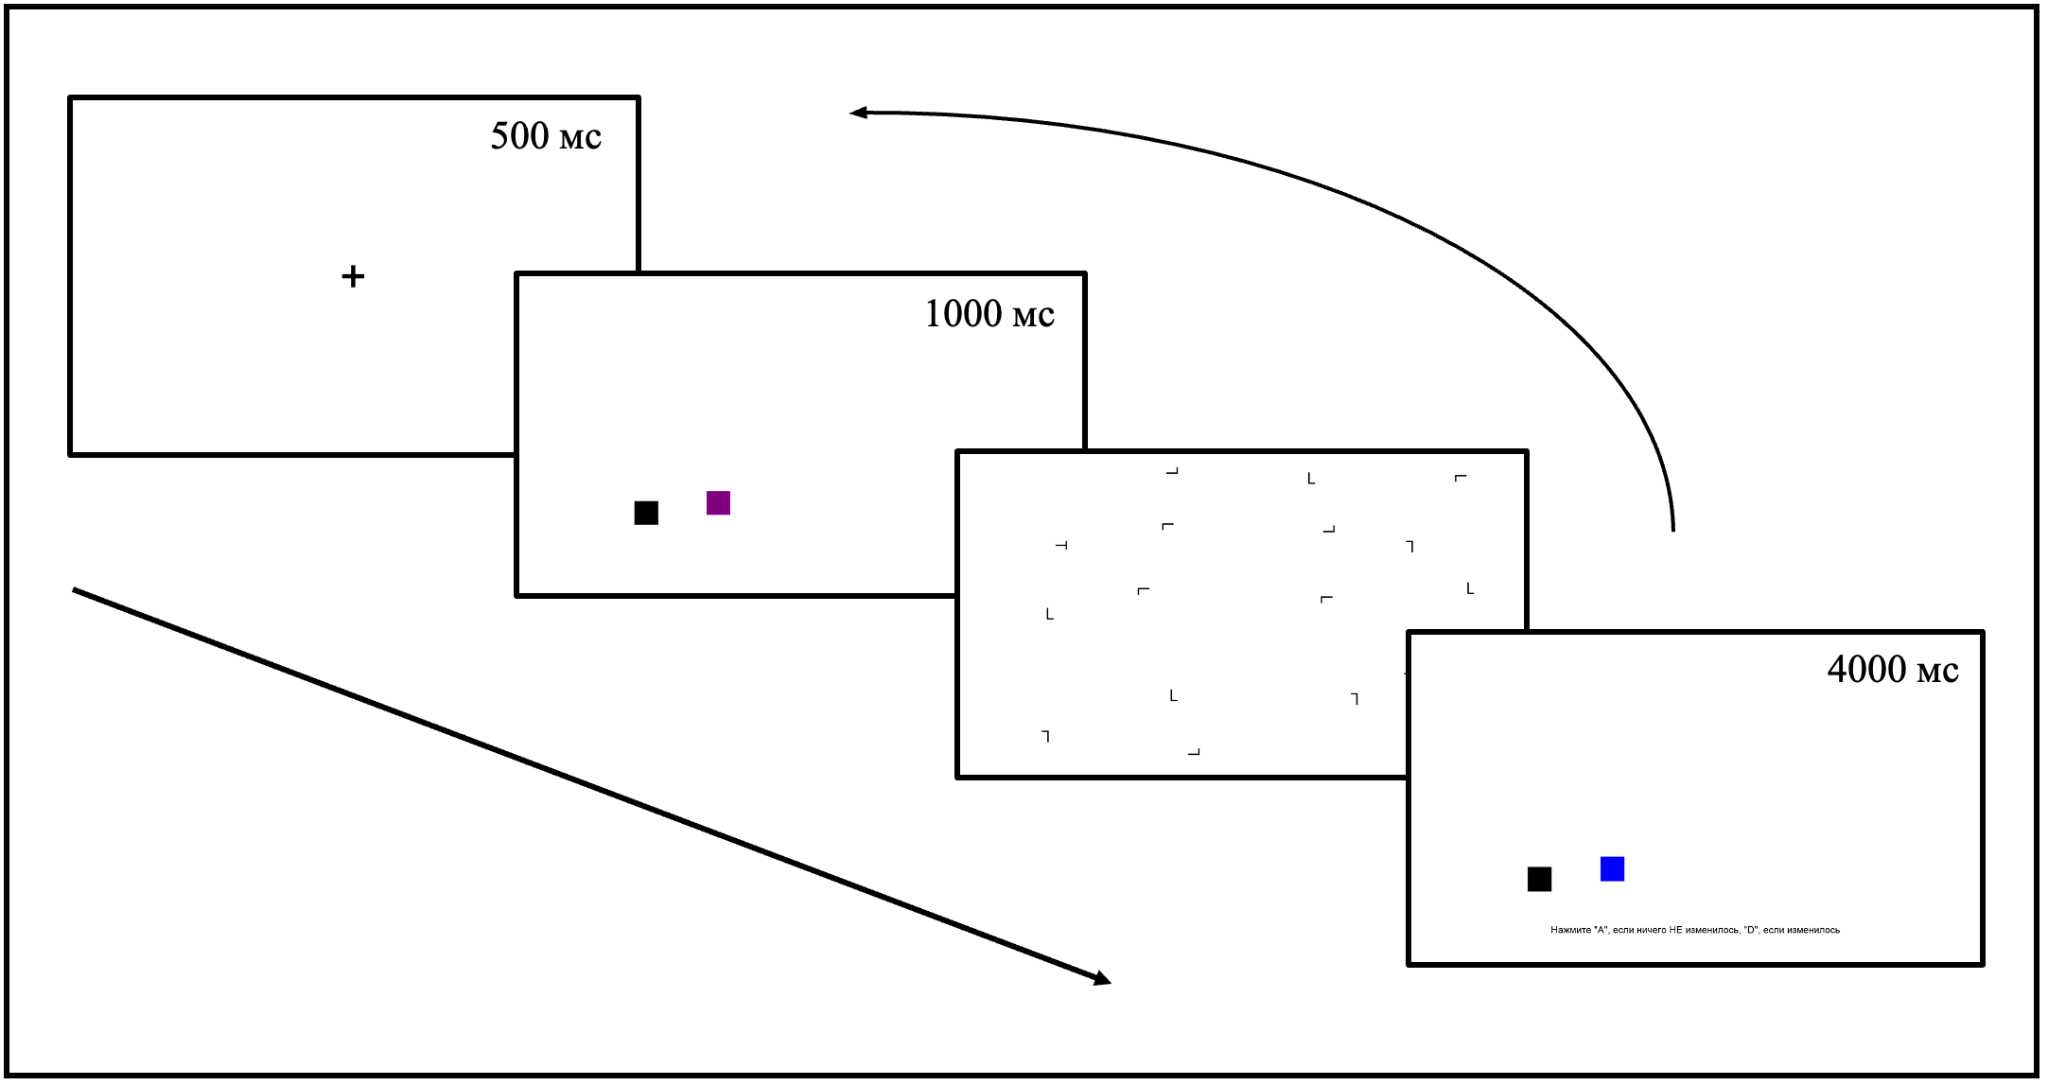 500 мс
1000 мс
4000 мс
Нажмите "A", если ничего НЕ изменилось, "D", если изменилось